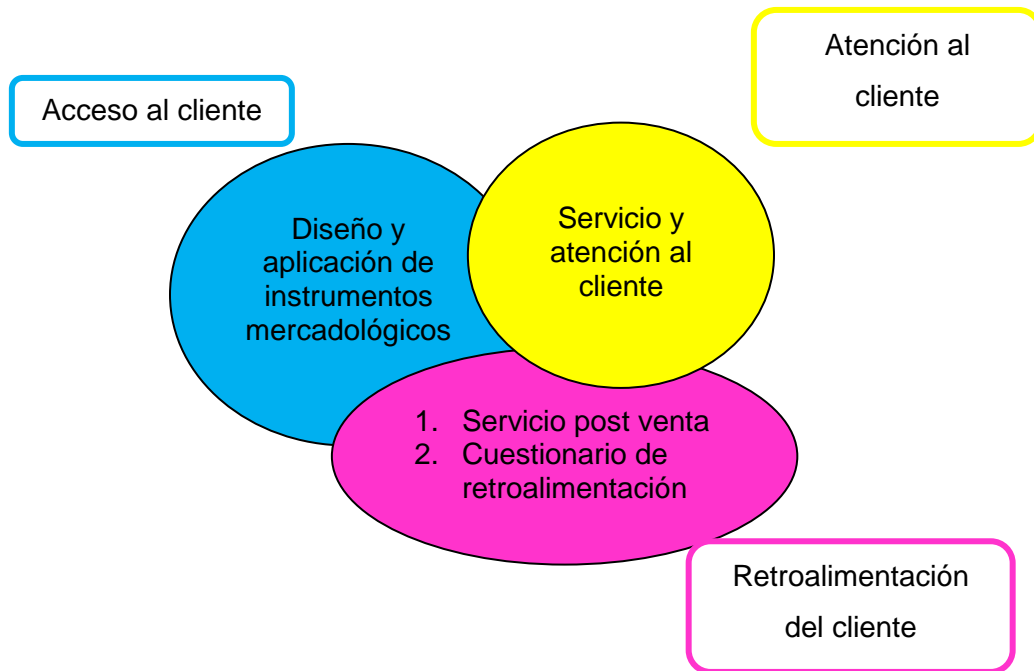 Acceso al cliente
Atención al
cliente
Diseño y
aplicación de
instrumentos
mercadológicos
Servicio y
atención al
cliente
1. Servicio post venta
2. Cuestionario de
retroalimentación
Retroalimentación
del cliente